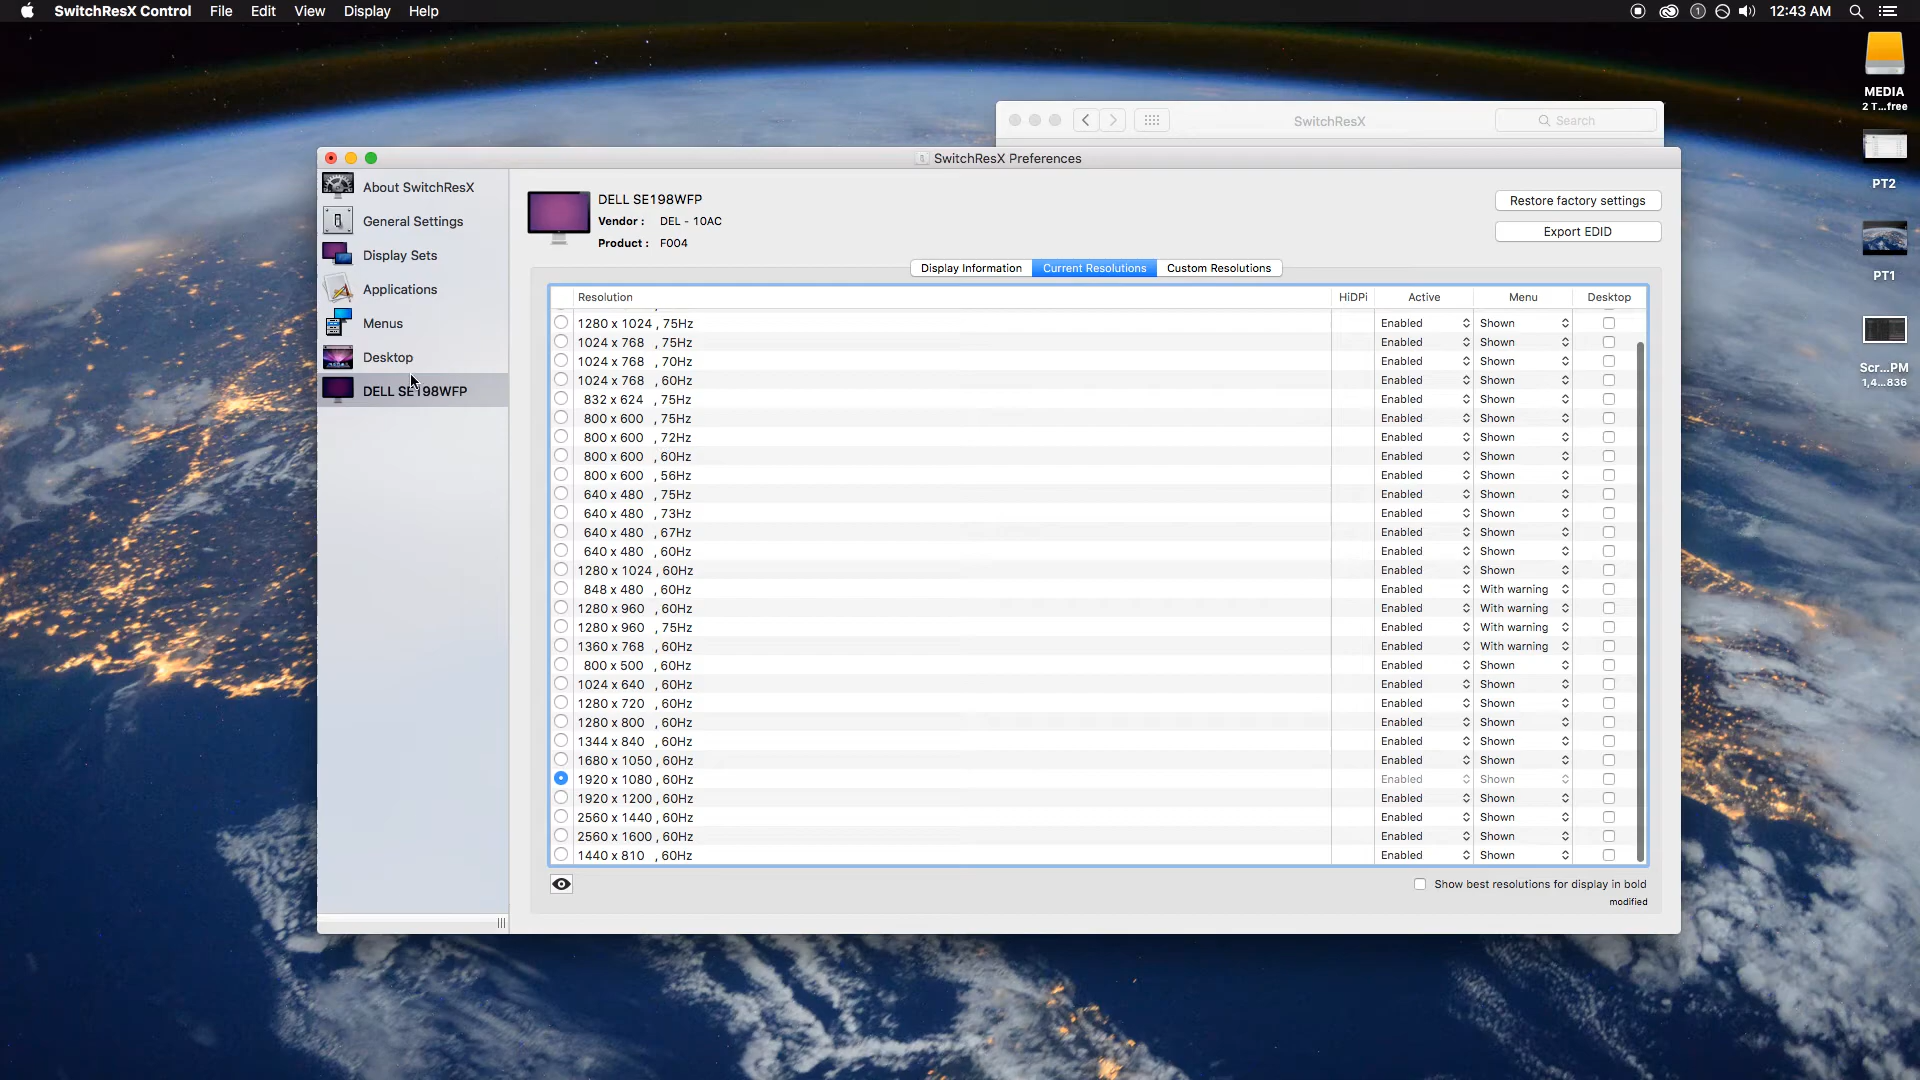 SwitchResX Control File Edit View Display Help
1 12:43 AM
MEDIA
2 T...free
PT2
PT1
Scr...PM
1,4...836
SwitchResX
Search
SwitchResX Preferences
About SwitchResX
General Settings
Display Sets
Applications
Menus
Desktop
DELL SE198WFP
DELL SE198WFP
Vendor : DEL - 10AC
Product : F004
Restore factory settings
Export EDID
Display Information Current Resolutions Custom Resolutions
Resolution HiDPi Active Menu Desktop
1280 x 1024 , 75Hz Enabled Shown
1024 x 768 , 75Hz Enabled Shown
1024 x 768 , 70Hz Enabled Shown
1024 x 768 , 60Hz Enabled Shown
832 x 624 , 75Hz Enabled Shown
800 x 600 , 75Hz Enabled Shown
800 x 600 , 72Hz Enabled Shown
800 x 600 , 60Hz Enabled Shown
800 x 600 , 56Hz Enabled Shown
640 x 480 , 75Hz Enabled Shown
640 x 480 , 73Hz Enabled Shown
640 x 480 , 67Hz Enabled Shown
640 x 480 , 60Hz Enabled Shown
1280 x 1024 , 60Hz Enabled Shown
848 x 480 , 60Hz Enabled With warning
1280 x 960 , 60Hz Enabled With warning
1280 x 960 , 75Hz Enabled With warning
1360 x 768 , 60Hz Enabled With warning
800 x 500 , 60Hz Enabled Shown
1024 x 640 , 60Hz Enabled Shown
1280 x 720 , 60Hz Enabled Shown
1280 x 800 , 60Hz Enabled Shown
1344 x 840 , 60Hz Enabled Shown
1680 x 1050 , 60Hz Enabled Shown
1920 x 1080 , 60Hz Enabled Shown
1920 x 1200 , 60Hz Enabled Shown
2560 x 1440 , 60Hz Enabled Shown
2560 x 1600 , 60Hz Enabled Shown
1440 x 810 , 60Hz Enabled Shown
Show best resolutions for display in bold
modified